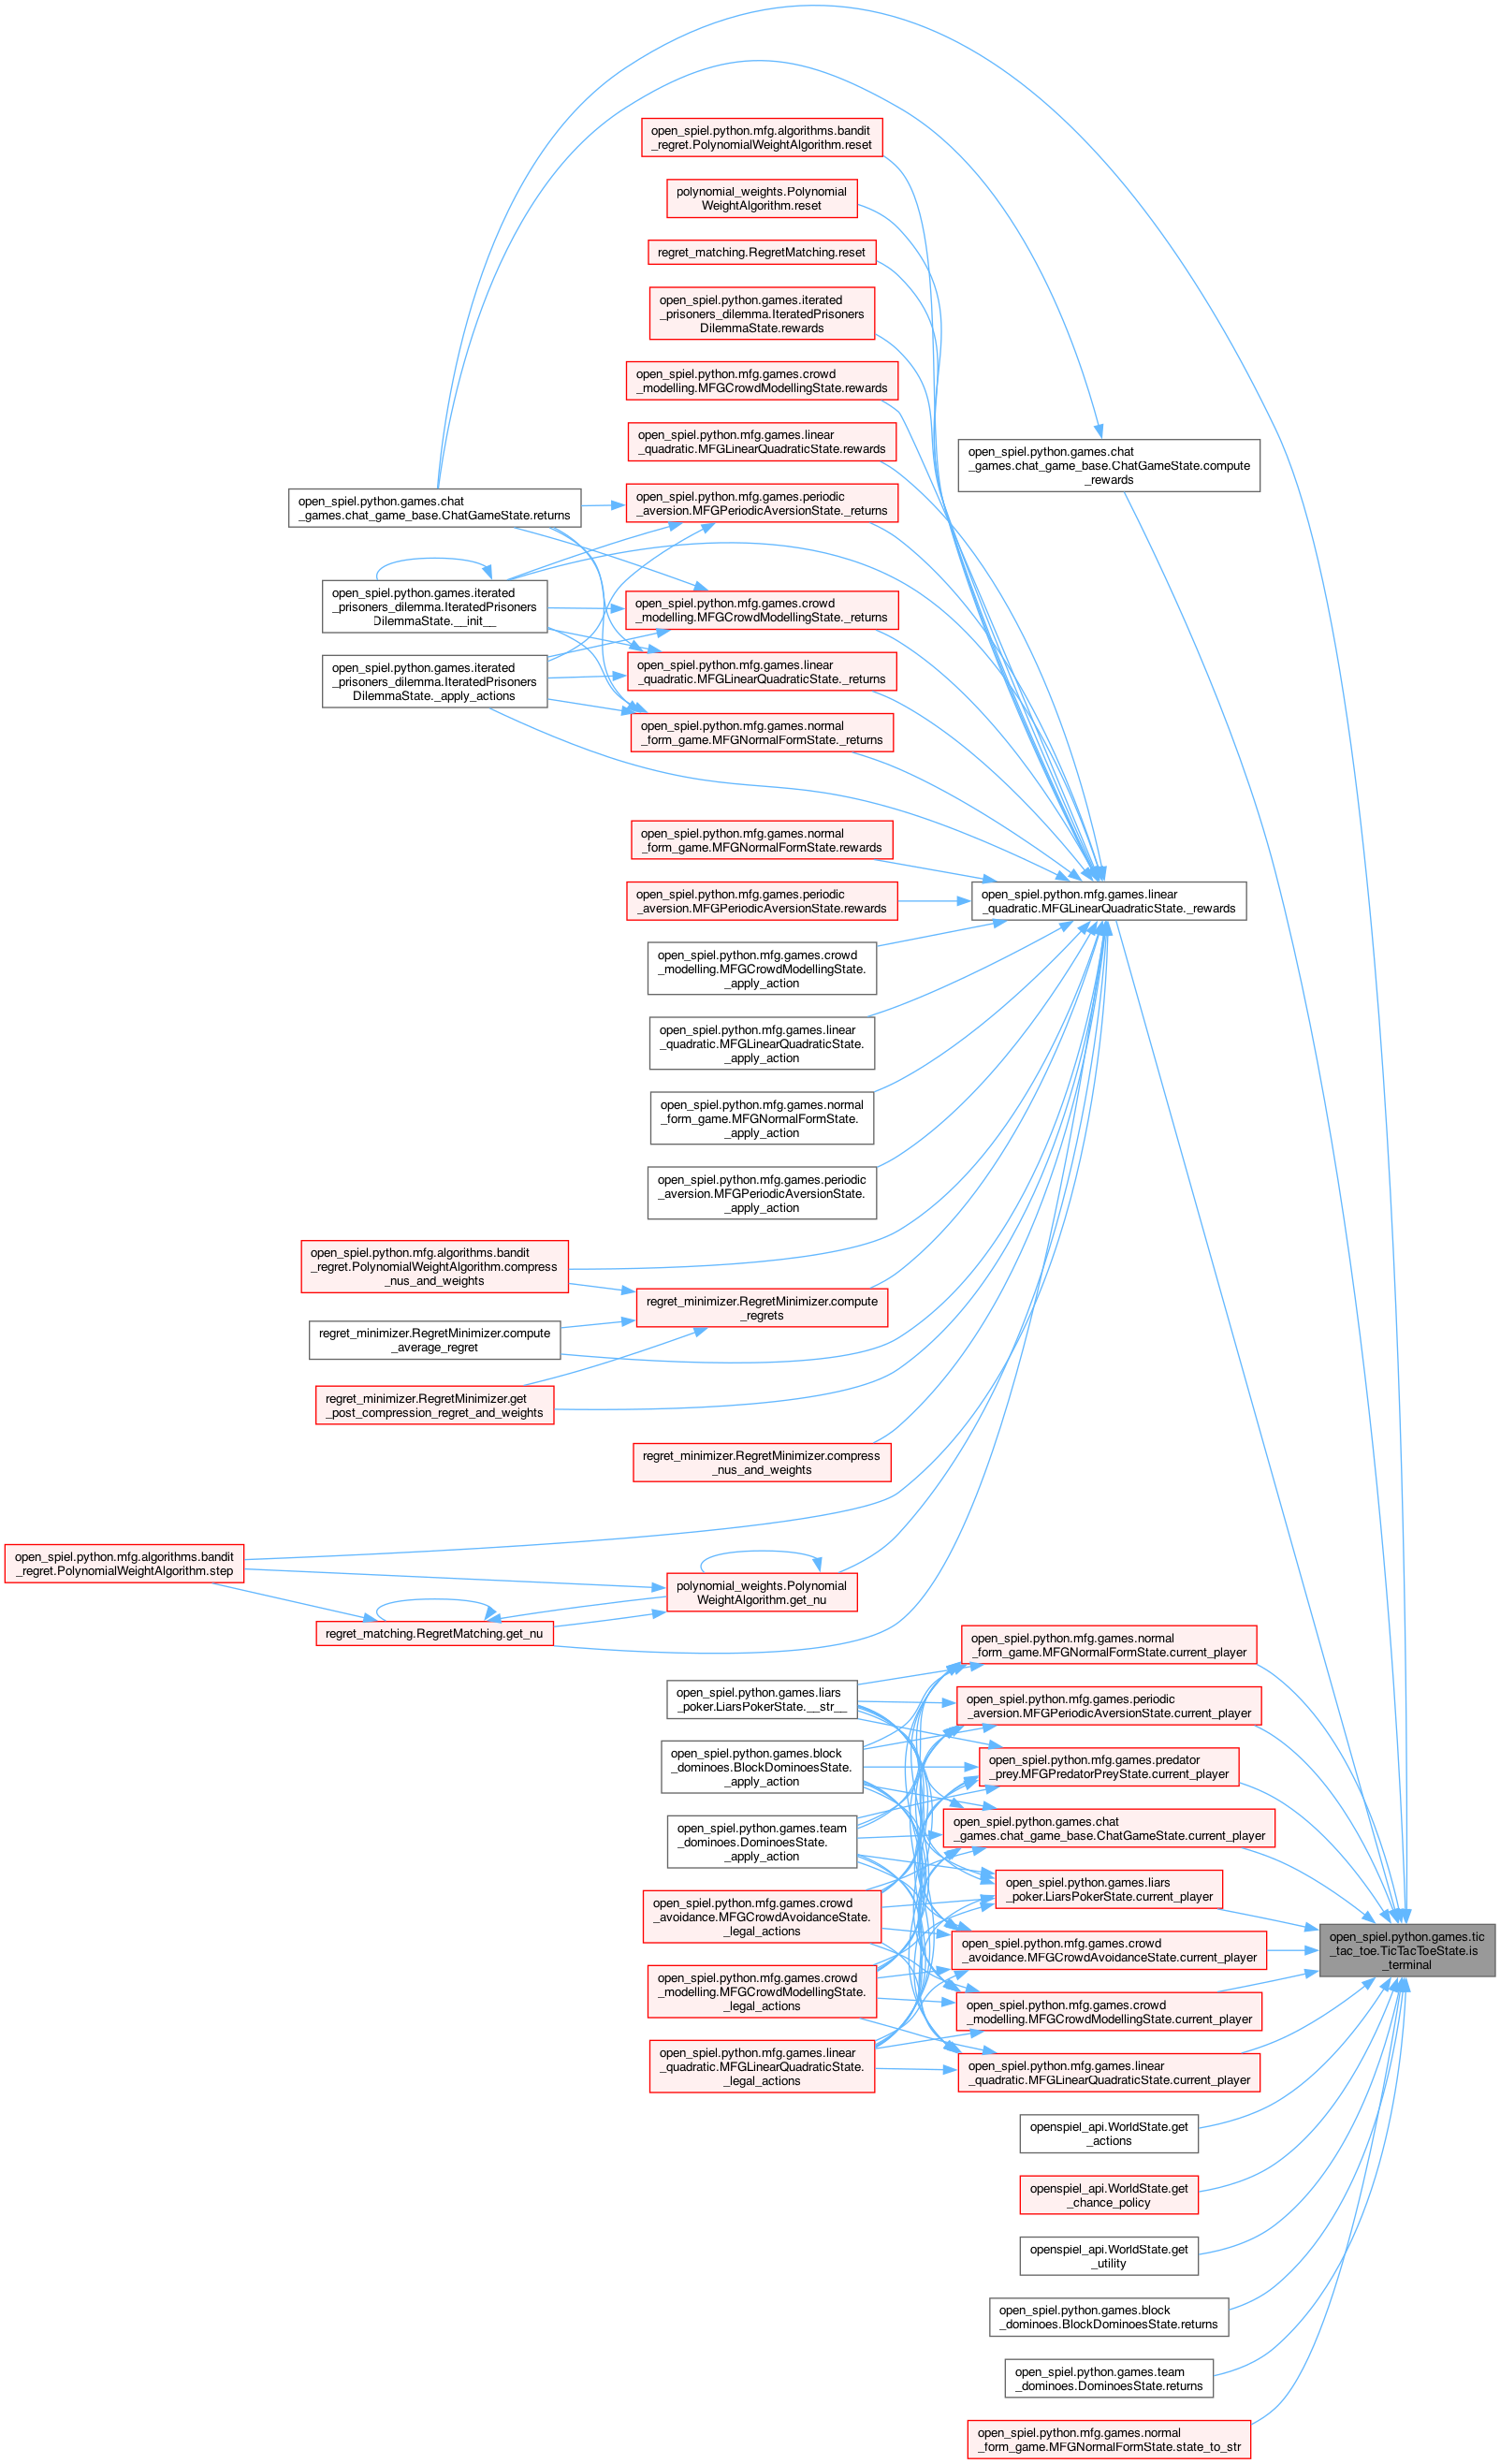 open_spiel.python.mfg.algorithms.bandit
_regret.PolynomialWeightAlgorithm.reset
polynomial_weights.Polynomial
WeightAlgorithm.reset
regret_matching.RegretMatching.reset
open_spiel.python.games.iterated
_prisoners_dilemma.IteratedPrisoners
DilemmaState.rewards
open_spiel.python.mfg.games.crowd
_modelling.MFGCrowdModellingState.rewards
open_spiel.python.mfg.games.linear
_quadratic.MFGLinearQuadraticState.rewards
open_spiel.python.games.chat
_games.chat_game_base.ChatGameState.compute
_rewards
open_spiel.python.games.chat
_games.chat_game_base.ChatGameState.returns
open_spiel.python.mfg.games.periodic
_aversion.MFGPeriodicAversionState._returns
open_spiel.python.games.iterated
_prisoners_dilemma.IteratedPrisoners
DilemmaState.__init__
open_spiel.python.mfg.games.crowd
_modelling.MFGCrowdModellingState._returns
open_spiel.python.games.iterated
_prisoners_dilemma.IteratedPrisoners
DilemmaState._apply_actions
open_spiel.python.mfg.games.linear
_quadratic.MFGLinearQuadraticState._returns
open_spiel.python.mfg.games.normal
_form_game.MFGNormalFormState._returns
open_spiel.python.mfg.games.normal
_form_game.MFGNormalFormState.rewards
open_spiel.python.mfg.games.periodic
_aversion.MFGPeriodicAversionState.rewards
open_spiel.python.mfg.games.linear
_quadratic.MFGLinearQuadraticState._rewards
open_spiel.python.mfg.games.crowd
_modelling.MFGCrowdModellingState.
_apply_action
open_spiel.python.mfg.games.linear
_quadratic.MFGLinearQuadraticState.
_apply_action
open_spiel.python.mfg.games.normal
_form_game.MFGNormalFormState.
_apply_action
open_spiel.python.mfg.games.periodic
_aversion.MFGPeriodicAversionState.
_apply_action
open_spiel.python.mfg.algorithms.bandit
_regret.PolynomialWeightAlgorithm.compress
_nus_and_weights
regret_minimizer.RegretMinimizer.compute
_regrets
regret_minimizer.RegretMinimizer.compute
_average_regret
regret_minimizer.RegretMinimizer.get
_post_compression_regret_and_weights
regret_minimizer.RegretMinimizer.compress
_nus_and_weights
open_spiel.python.mfg.algorithms.bandit
_regret.PolynomialWeightAlgorithm.step
polynomial_weights.Polynomial
WeightAlgorithm.get_nu
regret_matching.RegretMatching.get_nu
open_spiel.python.mfg.games.normal
_form_game.MFGNormalFormState.current_player
open_spiel.python.games.liars
_poker.LiarsPokerState.__str__
open_spiel.python.mfg.games.periodic
_aversion.MFGPeriodicAversionState.current_player
open_spiel.python.games.block
_dominoes.BlockDominoesState.
_apply_action
open_spiel.python.mfg.games.predator
_prey.MFGPredatorPreyState.current_player
open_spiel.python.games.team
_dominoes.DominoesState.
_apply_action
open_spiel.python.games.chat
_games.chat_game_base.ChatGameState.current_player
open_spiel.python.games.liars
_poker.LiarsPokerState.current_player
open_spiel.python.mfg.games.crowd
_avoidance.MFGCrowdAvoidanceState.
_legal_actions
open_spiel.python.mfg.games.crowd
_avoidance.MFGCrowdAvoidanceState.current_player
open_spiel.python.games.tic
_tac_toe.TicTacToeState.is
_terminal
open_spiel.python.mfg.games.crowd
_modelling.MFGCrowdModellingState.
_legal_actions
open_spiel.python.mfg.games.crowd
_modelling.MFGCrowdModellingState.current_player
open_spiel.python.mfg.games.linear
_quadratic.MFGLinearQuadraticState.
_legal_actions
open_spiel.python.mfg.games.linear
_quadratic.MFGLinearQuadraticState.current_player
openspiel_api.WorldState.get
_actions
openspiel_api.WorldState.get
_chance_policy
openspiel_api.WorldState.get
_utility
open_spiel.python.games.block
_dominoes.BlockDominoesState.returns
open_spiel.python.games.team
_dominoes.DominoesState.returns
open_spiel.python.mfg.games.normal
_form_game.MFGNormalFormState.state_to_str